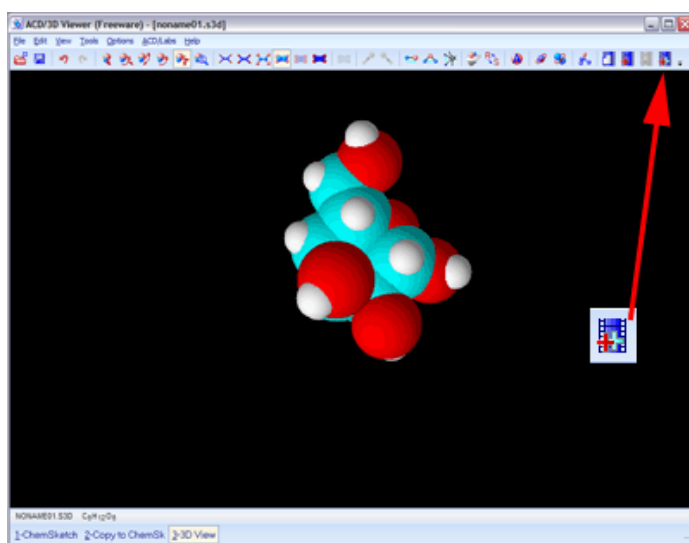 ACD/3D Viewer (Freeware) - [noname01.s3d]
File Edit View Tools Options ACD/Labs Help
NONAME01.S3D C₆H₁₂O₆
1-ChemSketch 2-Copy to ChemSk 3-3D View